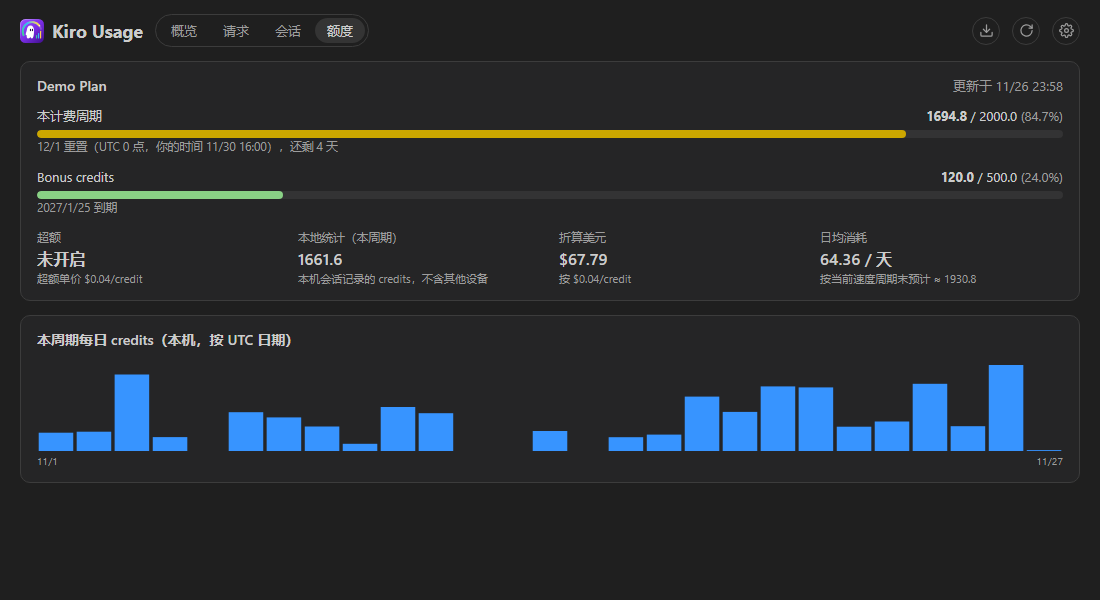 Kiro Usage 概览 请求 会话 额度
Demo Plan 更新于 11/26 23:58
本计费周期 1694.8 / 2000.0 (84.7%)
12/1 重置（UTC 0 点，你的时间 11/30 16:00），还剩 4 天
Bonus credits 120.0 / 500.0 (24.0%)
2027/1/25 到期
超额 本地统计（本周期） 折算美元 日均消耗
未开启 1661.6 $67.79 64.36 / 天
超额单价 $0.04/credit 本机会话记录的 credits，不含其他设备 按 $0.04/credit 按当前速度周期末预计 ≈ 1930.8
本周期每日 credits（本机，按 UTC 日期）
11/1 11/27